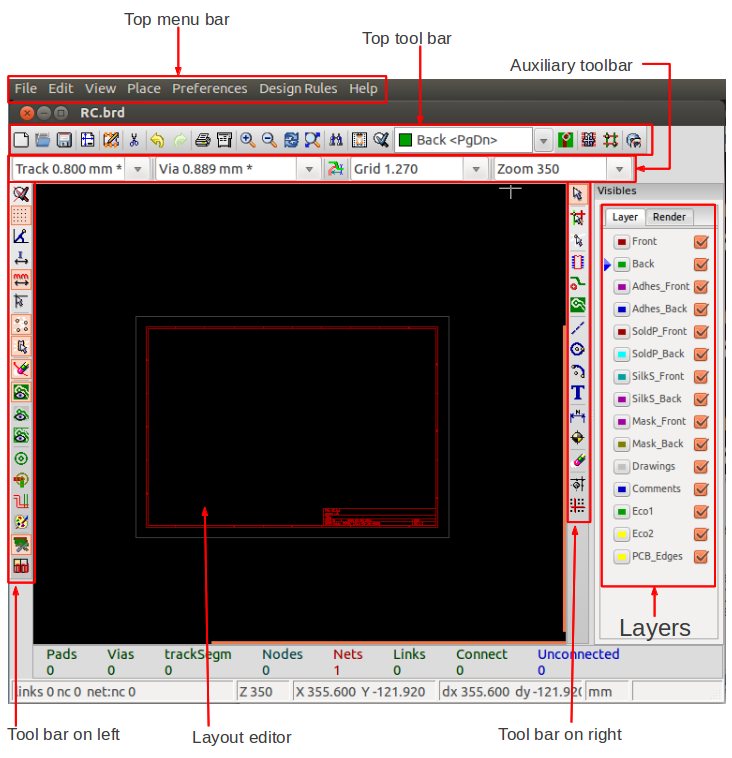 Top menu bar
Top tool bar
Auxiliary toolbar
File Edit View Place Preferences Design Rules Help
RC.brd
Back <PgDn>
Track 0.800 mm * Via 0.889 mm * Grid 1.270 Zoom 350
Visibles
Layer Render
Front
Back
Adhes_Front
Adhes_Back
SoldP_Front
SoldP_Back
SilkS_Front
SilkS_Back
Mask_Front
Mask_Back
Drawings
Comments
Eco1
Eco2
PCB_Edges
Layers
Pads Vias trackSegm Nodes Nets Links Connect Unconnected
0 0 0 0 1 0 0 0
Links 0 nc 0 net:nc 0 Z 350 X 355.600 Y -121.920 dx 355.600 dy -121.92 mm
Tool bar on left
Layout editor
Tool bar on right